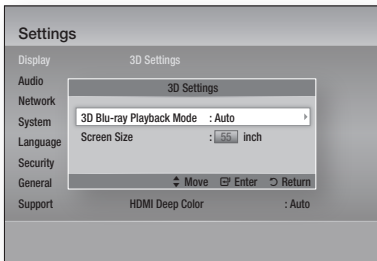 Settings
Display 3D Settings
Audio
3D Settings
Network
System
3D Blu-ray Playback Mode : Auto
Language
Screen Size : 55 inch
Security
General
Move Enter Return
Support
HDMI Deep Color : Auto